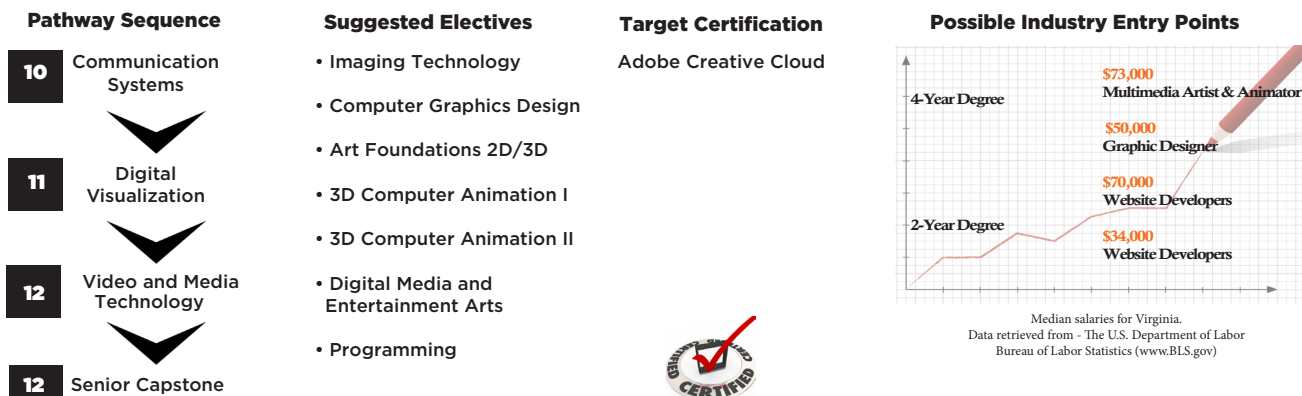 Pathway Sequence
10
Communication
Systems
11
Digital
Visualization
12
Video and Media
Technology
12
Senior Capstone
Suggested Electives
• Imaging Technology
• Computer Graphics Design
• Art Foundations 2D/3D
• 3D Computer Animation I
• 3D Computer Animation II
• Digital Media and
Entertainment Arts
• Programming
Target Certification
Adobe Creative Cloud
CERTIFIED
CERTIFIED
Possible Industry Entry Points
4-Year Degree
$73,000
Multimedia Artist & Animator
$50,000
Graphic Designer
2-Year Degree
$70,000
Website Developers
$34,000
Website Developers
Median salaries for Virginia.
Data retrieved from - The U.S. Department of Labor
Bureau of Labor Statistics (www.BLS.gov)